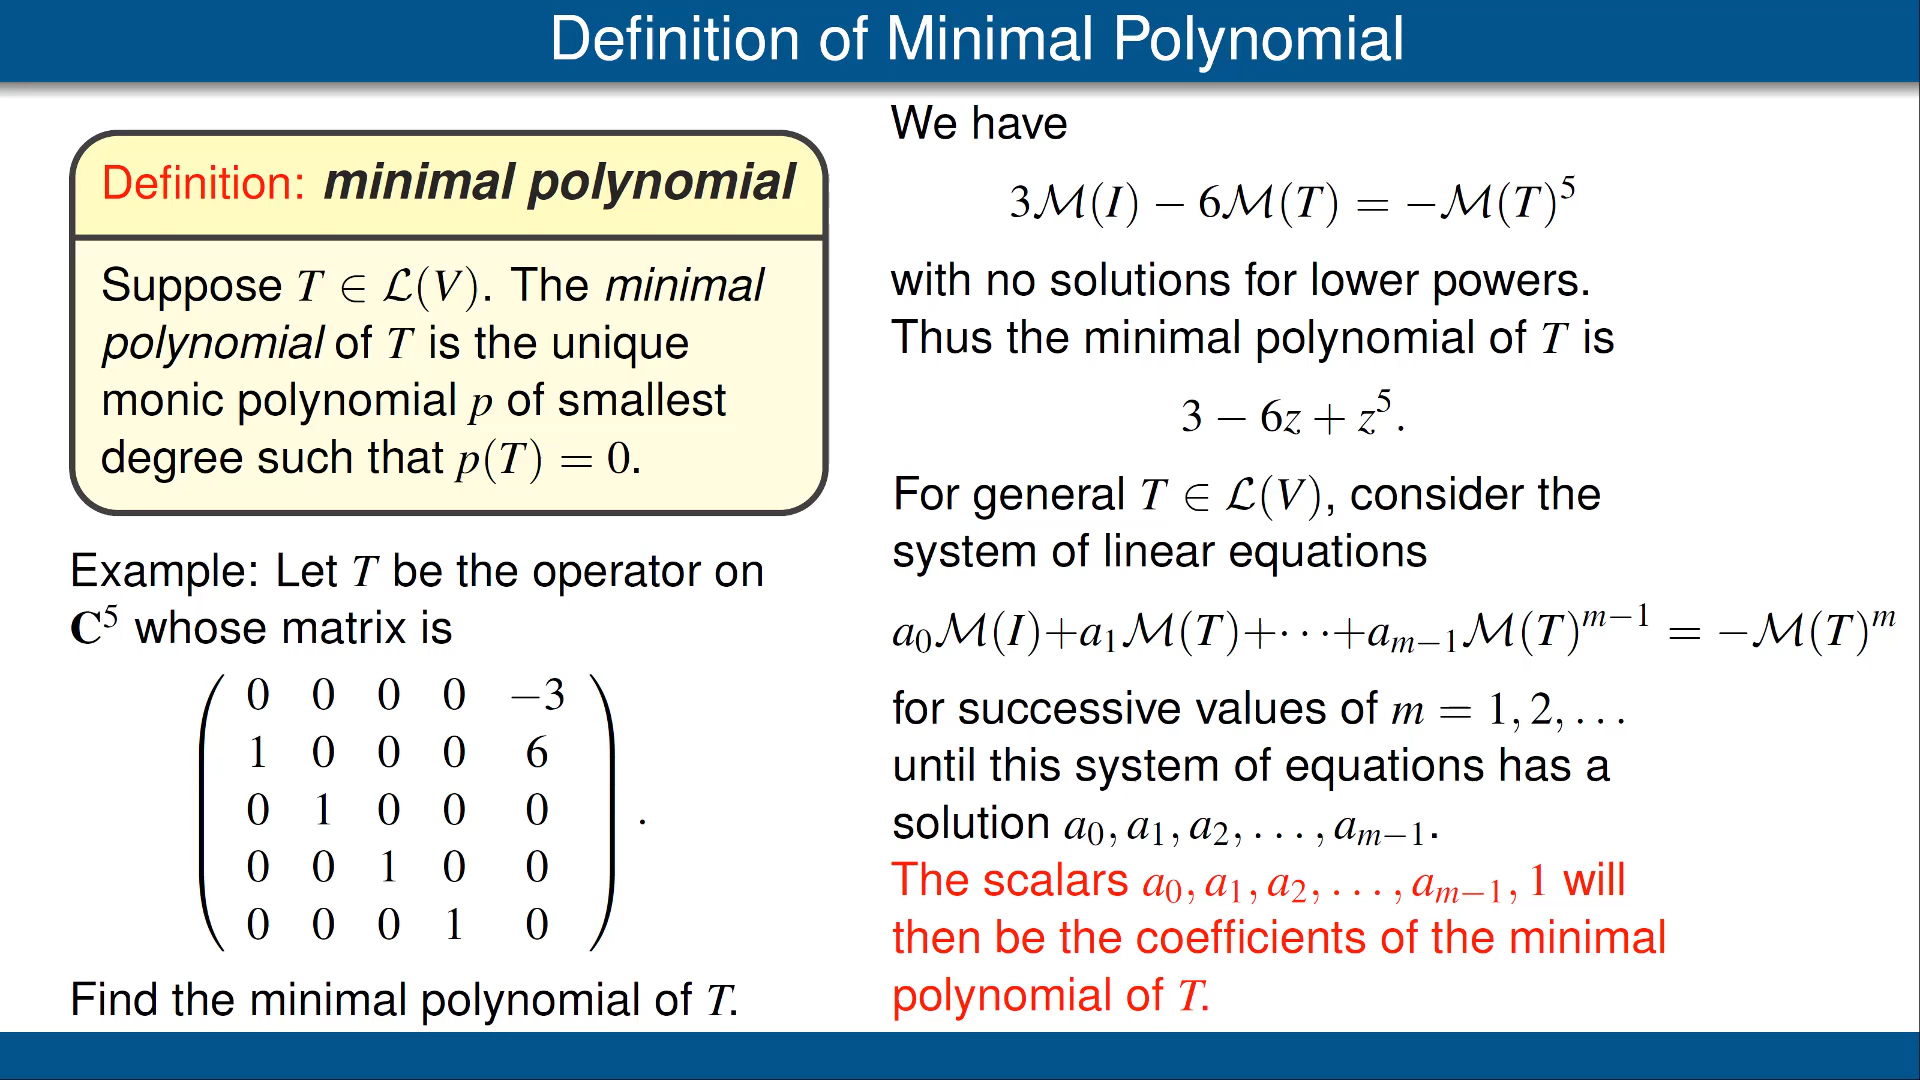 Definition of Minimal Polynomial
Definition: minimal polynomial
Suppose T ∈ ℒ(V). The minimal
polynomial of T is the unique
monic polynomial p of smallest
degree such that p(T) = 0.
Example: Let T be the operator on
C⁵ whose matrix is
0 0 0 0 −3
1 0 0 0 6
0 1 0 0 0
0 0 1 0 0
0 0 0 1 0 .
Find the minimal polynomial of T.
We have
3ℳ(I) − 6ℳ(T) = −ℳ(T)⁵
with no solutions for lower powers.
Thus the minimal polynomial of T is
3 − 6z + z⁵.
For general T ∈ ℒ(V), consider the
system of linear equations
a₀ℳ(I)+a₁ℳ(T)+···+aₘ₋₁ℳ(T)ᵐ⁻¹ = −ℳ(T)ᵐ
for successive values of m = 1, 2, . . .
until this system of equations has a
solution a₀, a₁, a₂, . . . , aₘ₋₁.
The scalars a₀, a₁, a₂, . . . , aₘ₋₁, 1 will
then be the coefficients of the minimal
polynomial of T.